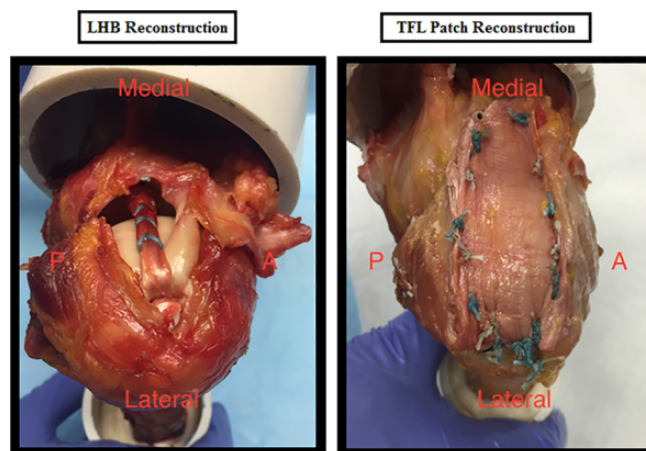 LHB Reconstruction
TFL Patch Reconstruction
Medial
P
A
Lateral
Medial
P
A
Lateral